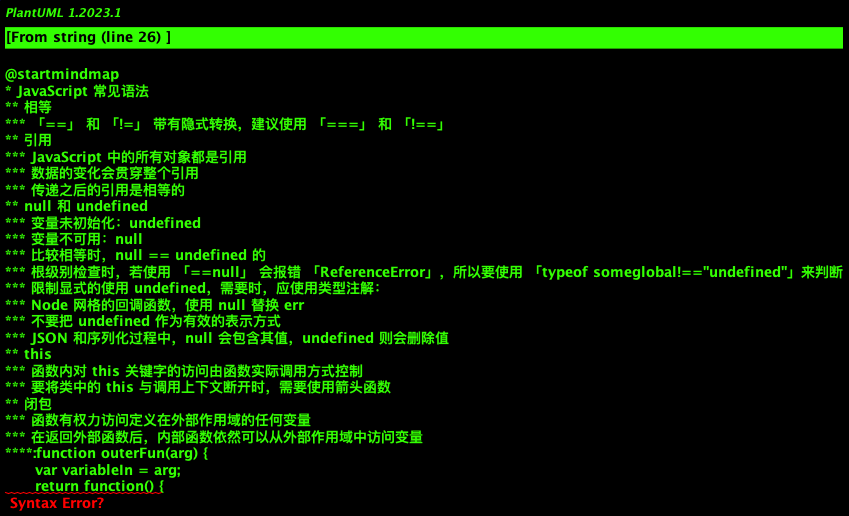 PlantUML 1.2023.1
[From string (line 26) ]
@startmindmap
* JavaScript 常见语法
** 相等
*** 「==」 和 「!=」 带有隐式转换，建议使用 「===」 和 「!==」
** 引用
*** JavaScript 中的所有对象都是引用
*** 数据的变化会贯穿整个引用
*** 传递之后的引用是相等的
** null 和 undefined
*** 变量未初始化：undefined
*** 变量不可用：null
*** 比较相等时，null == undefined 的
*** 根级别检查时，若使用 「==null」 会报错 「ReferenceError」，所以要使用 「typeof someglobal!=="undefined"」来判断
*** 限制显式的使用 undefined，需要时，应使用类型注解：
*** Node 网格的回调函数，使用 null 替换 err
*** 不要把 undefined 作为有效的表示方式
*** JSON 和序列化过程中，null 会包含其值，undefined 则会删除值
** this
*** 函数内对 this 关键字的访问由函数实际调用方式控制
*** 要将类中的 this 与调用上下文断开时，需要使用箭头函数
** 闭包
*** 函数有权力访问定义在外部作用域的任何变量
*** 在返回外部函数后，内部函数依然可以从外部作用域中访问变量
****:function outerFun(arg) {
var variableIn = arg;
return function() {
Syntax Error?